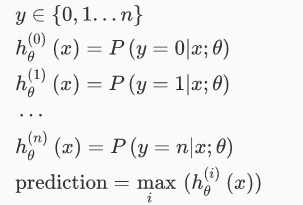 y ∈ {0, 1...n}
h_θ^(0) (x) = P (y = 0|x; θ)
h_θ^(1) (x) = P (y = 1|x; θ)
...
h_θ^(n) (x) = P (y = n|x; θ)
prediction = max_i (h_θ^(i) (x))